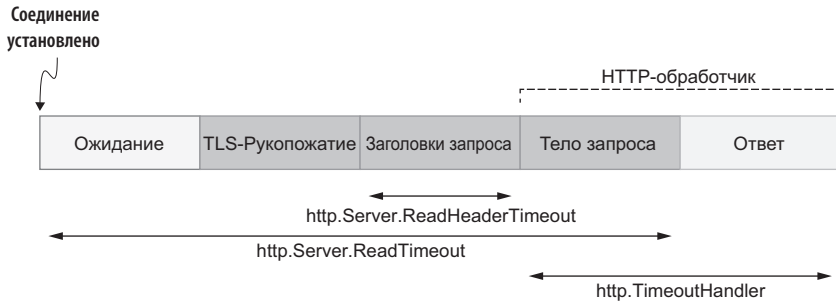 Соединение
установлено
HTTP-обработчик
Ожидание
TLS-Рукопожатие
Заголовки запроса
Тело запроса
Ответ
http.Server.ReadHeaderTimeout
http.Server.ReadTimeout
http.TimeoutHandler